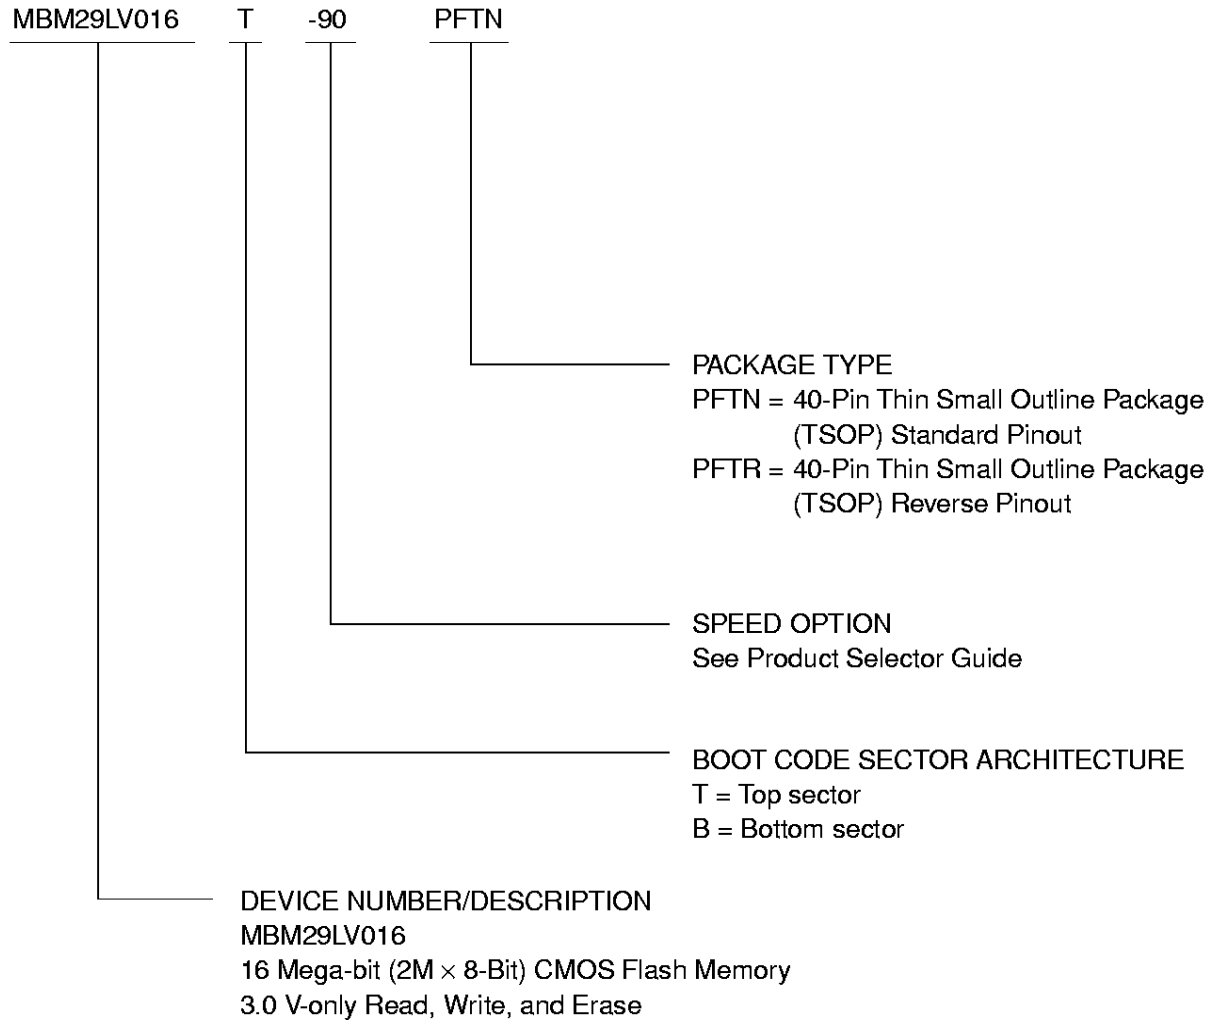 MBM29LV016 T -90 PFTN
PACKAGE TYPE
PFTN = 40-Pin Thin Small Outline Package
(TSOP) Standard Pinout
PFTR = 40-Pin Thin Small Outline Package
(TSOP) Reverse Pinout
SPEED OPTION
See Product Selector Guide
BOOT CODE SECTOR ARCHITECTURE
T = Top sector
B = Bottom sector
DEVICE NUMBER/DESCRIPTION
MBM29LV016
16 Mega-bit (2M × 8-Bit) CMOS Flash Memory
3.0 V-only Read, Write, and Erase